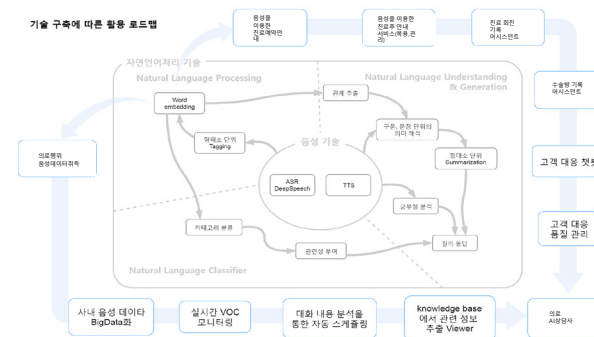 기술 구축에 따른 활용 로드맵
음성을
이용한
진료예약안
내
음성을 이용한
진료후 안내
서비스(복용,관
리)
진료 회진
기록
어시스먼트
자연언어처리 기술
Natural Language Processing
Natural Language Understanding
& Generation
수술방 기록
어시스먼트
Word
embedding
관계 추출
구문, 문장 단위의
의미 해석
형태소 단위
Tagging
음성 기술
형태소 단위
Summarization
의료행위
음성데이터취득
고객 대응 챗봇
ASR
DeepSpeech
TTS
긍부정 분석
카테고리 분류
고객 대응
품질 관리
관련성 부여
질의 응답
Natural Language Classifier
사내 음성 데이타
BigData화
실시간 VOC
모니터링
대화 내용 분석을
통한 자동 스케쥴링
knowledge base
에서 관련 정보
추출 Viewer
의료
AI상담사